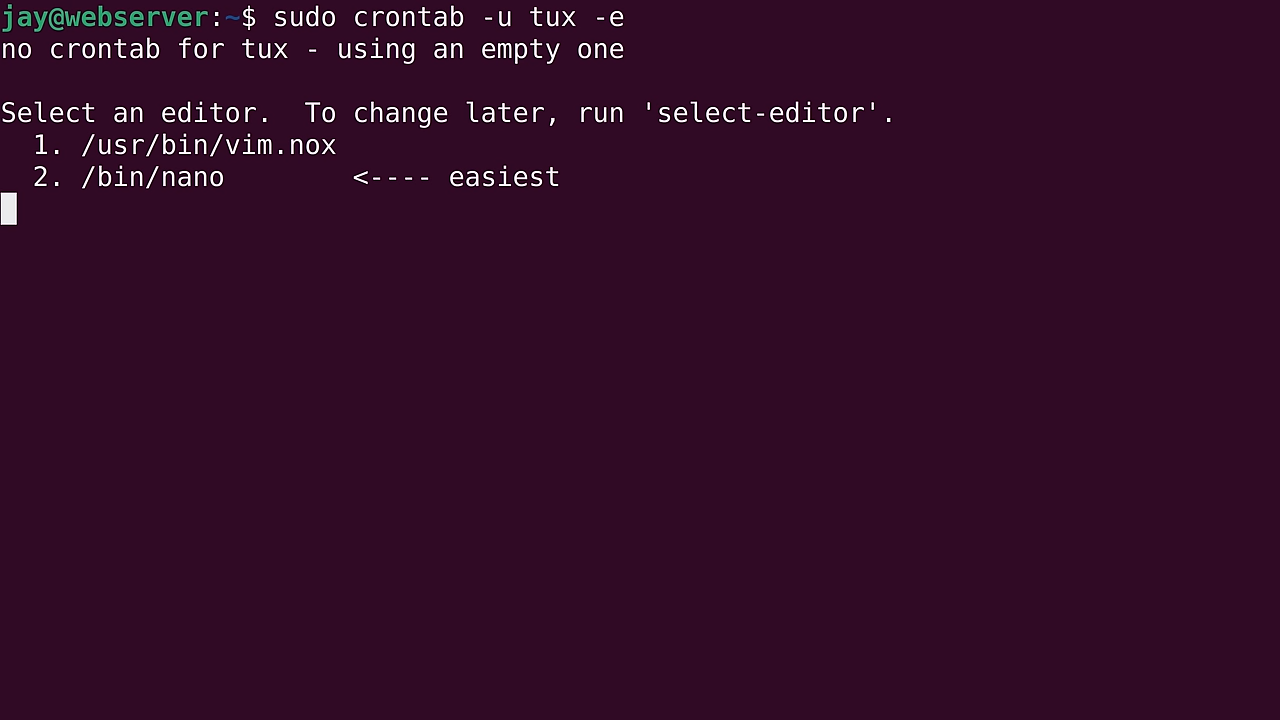 jay@webserver:~$ sudo crontab -u tux -e
no crontab for tux - using an empty one

Select an editor.  To change later, run 'select-editor'.
  1. /usr/bin/vim.nox
  2. /bin/nano        <---- easiest